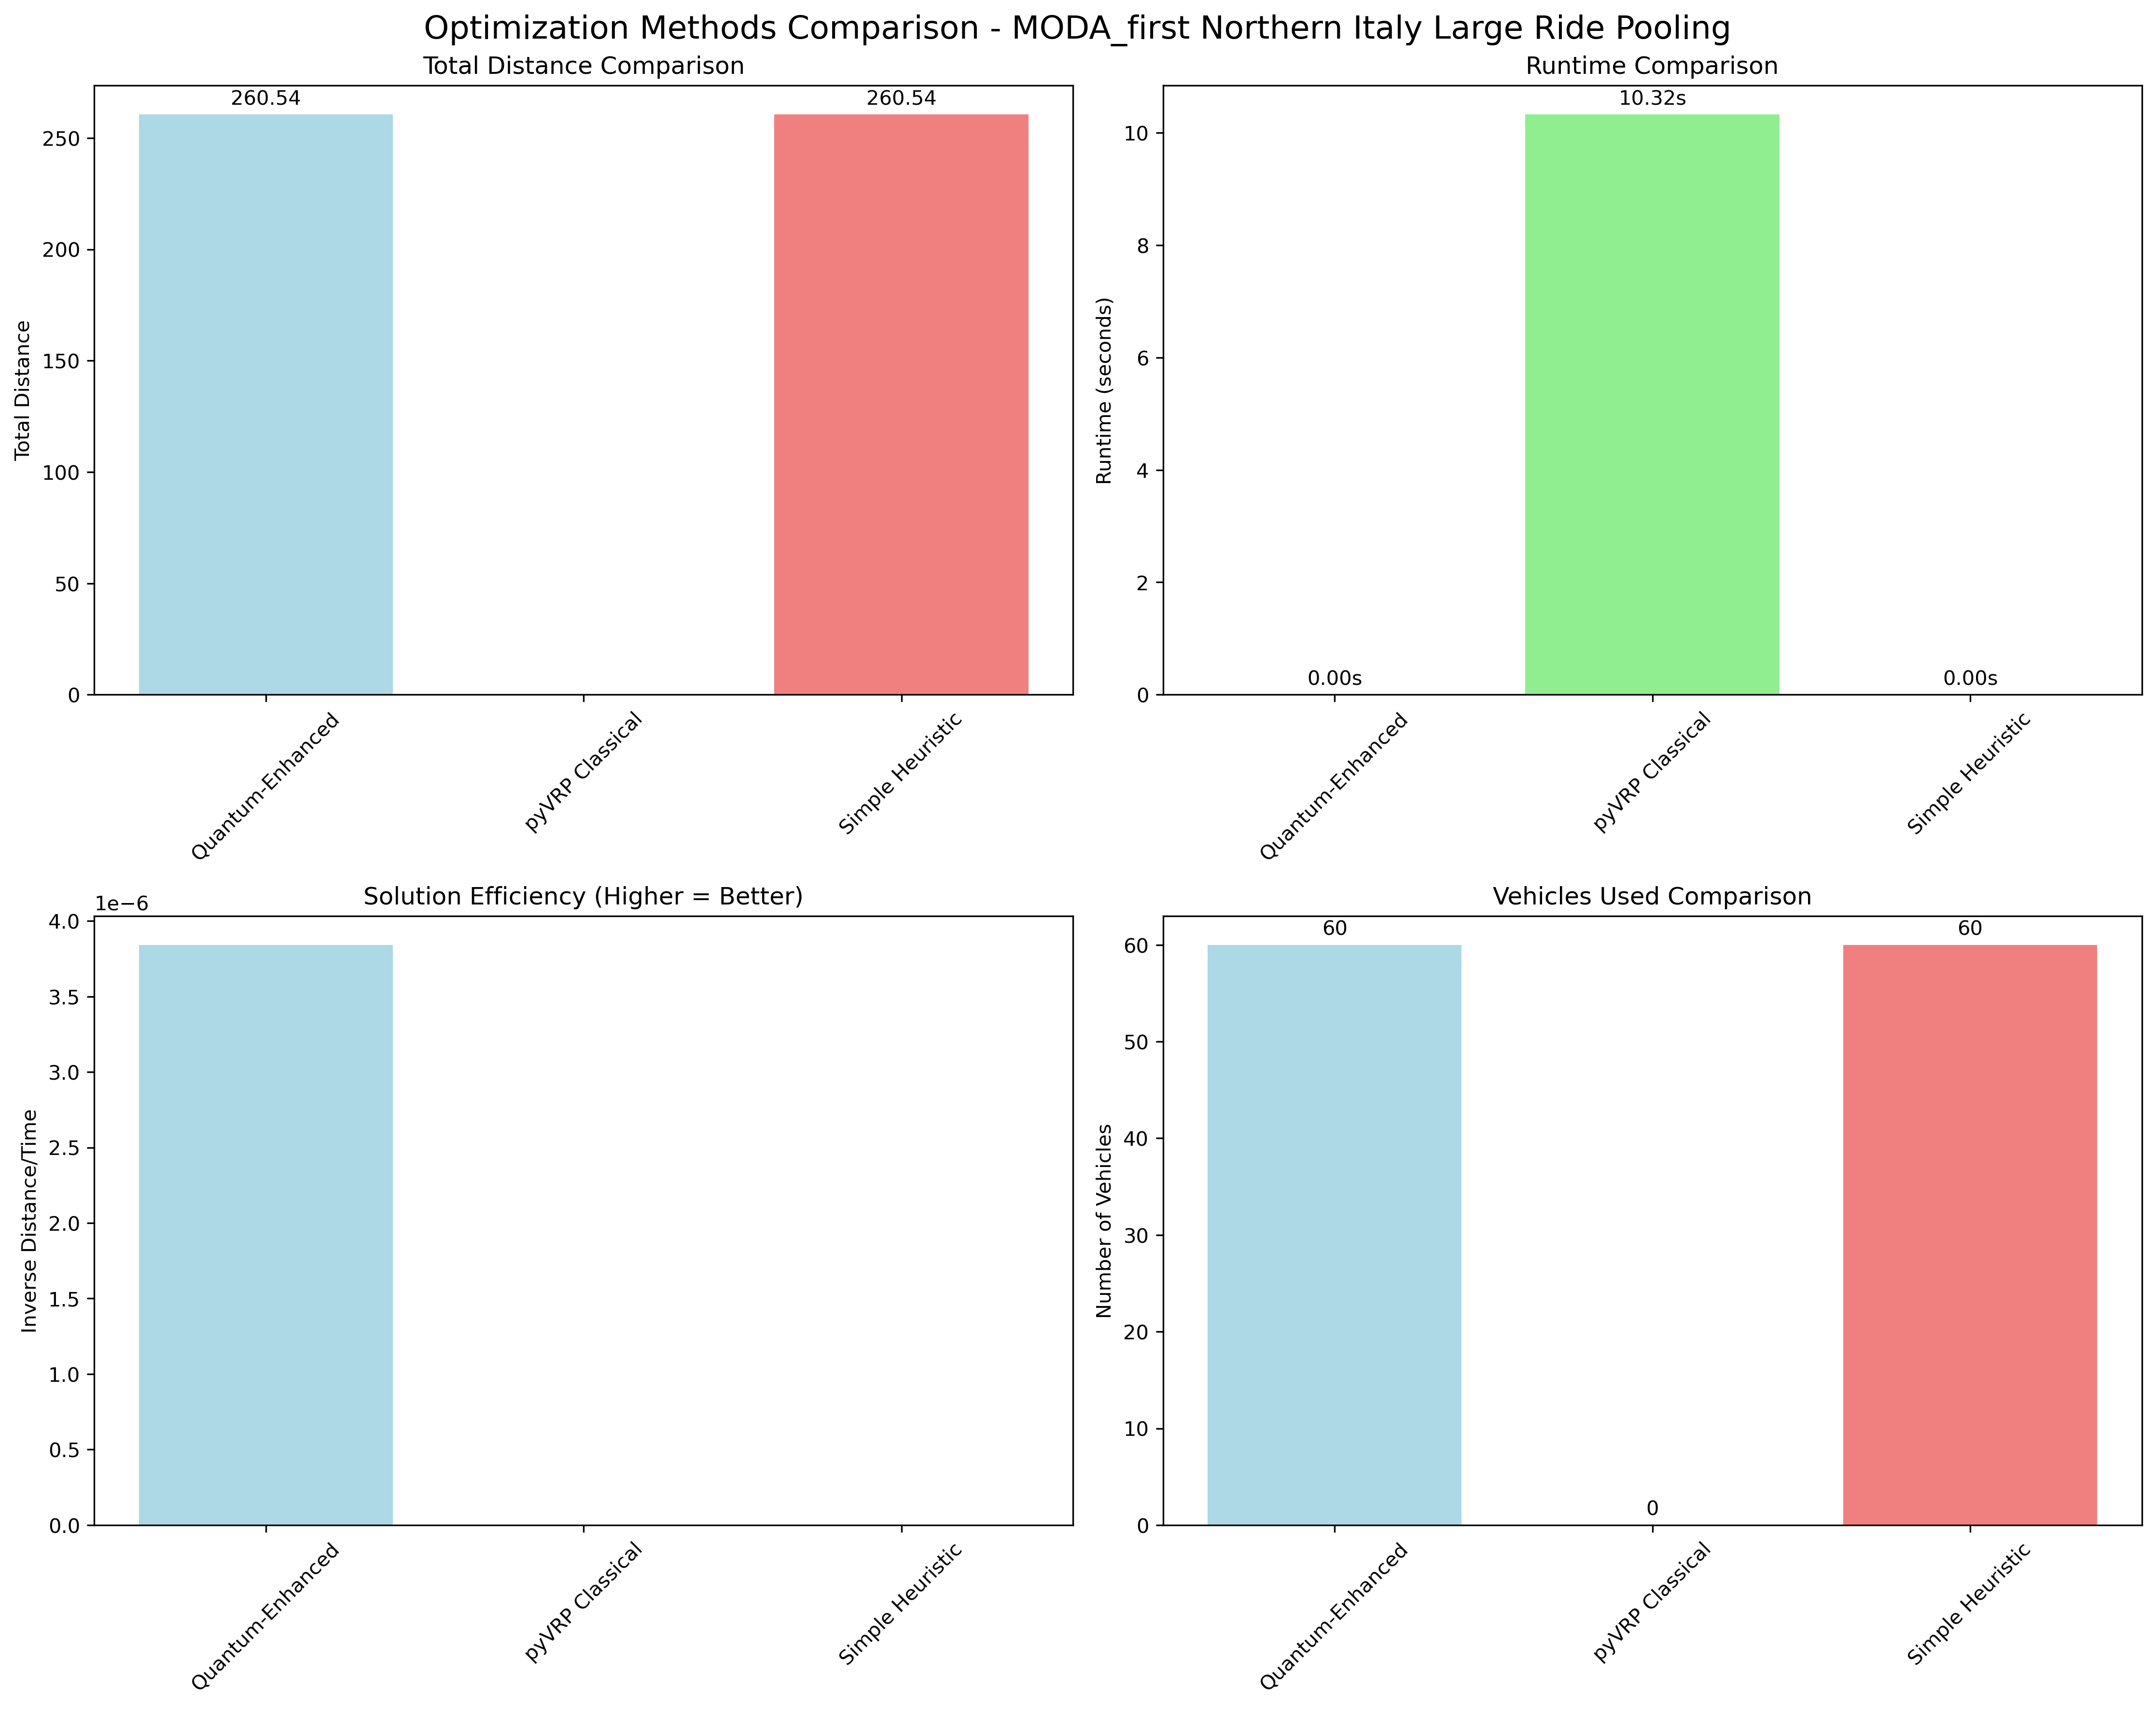 Optimization Methods Comparison - MODA_first Northern Italy Large Ride Pooling
Total Distance Comparison
260.54
260.54
250
200
150
100
50
0
Total Distance
Quantum-Enhanced
pyVRP Classical
Simple Heuristic
Runtime Comparison
10.32s
0.00s
0.00s
10
8
6
4
2
0
Runtime (seconds)
Quantum-Enhanced
pyVRP Classical
Simple Heuristic
Solution Efficiency (Higher = Better)
1e−6
4.0
3.5
3.0
2.5
2.0
1.5
1.0
0.5
0.0
Inverse Distance/Time
Quantum-Enhanced
pyVRP Classical
Simple Heuristic
Vehicles Used Comparison
60
0
60
60
50
40
30
20
10
0
Number of Vehicles
Quantum-Enhanced
pyVRP Classical
Simple Heuristic